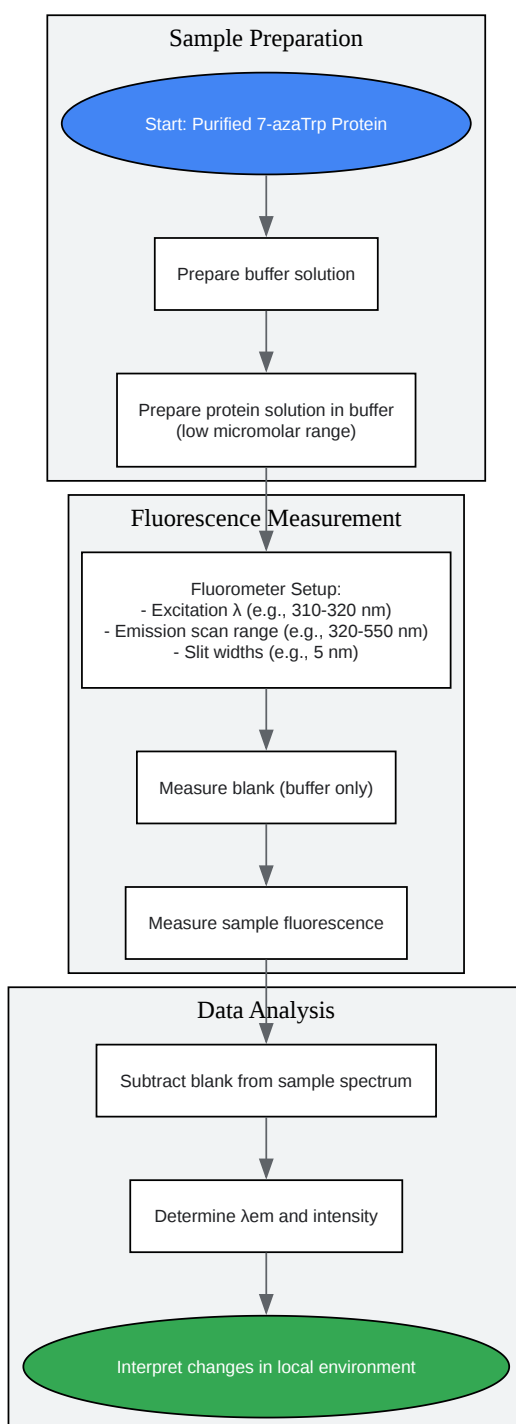 Sample Preparation
Start: Purified 7-azaTrp Protein
Prepare buffer solution
Prepare protein solution in buffer
(low micromolar range)
Fluorescence Measurement
Fluorometer Setup:
- Excitation λ (e.g., 310-320 nm)
- Emission scan range (e.g., 320-550 nm)
- Slit widths (e.g., 5 nm)
Measure blank (buffer only)
Measure sample fluorescence
Data Analysis
Subtract blank from sample spectrum
Determine λem and intensity
Interpret changes in local environment